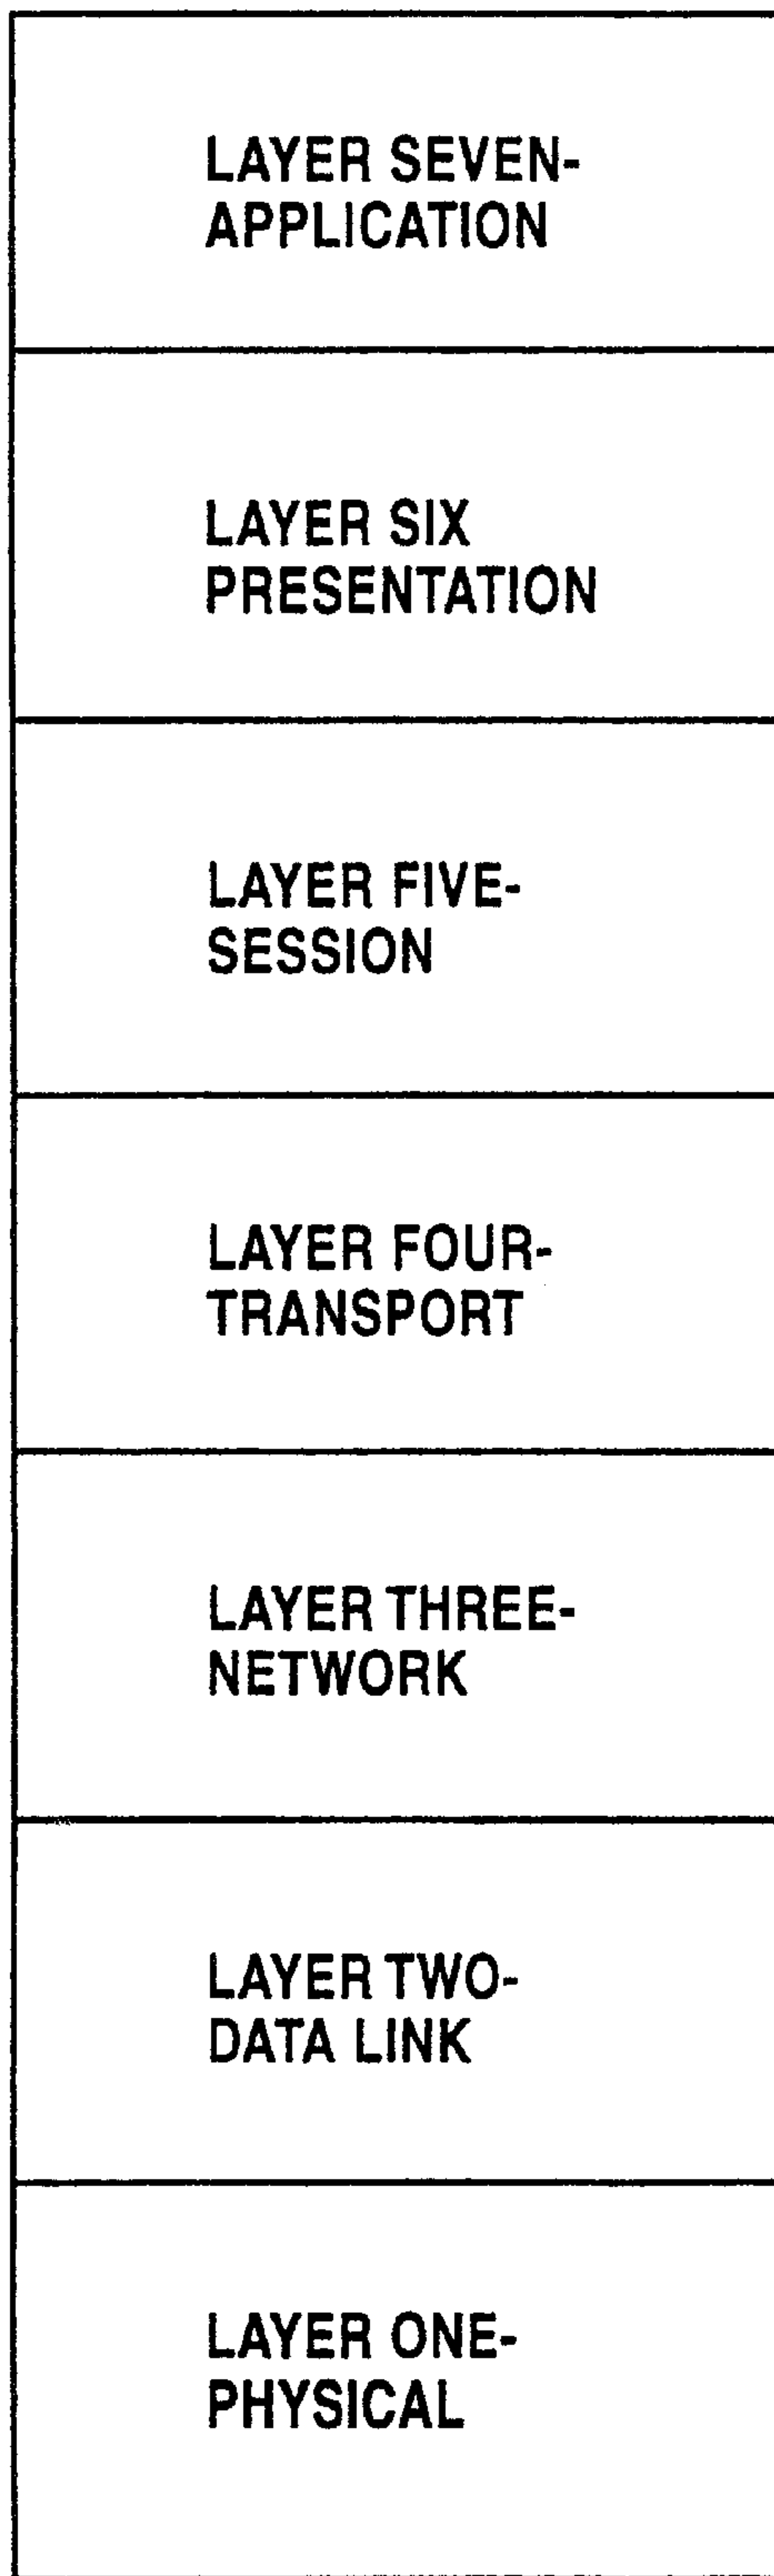 LAYER SEVEN-
APPLICATION
LAYER SIX
PRESENTATION
LAYER FIVE-
SESSION
LAYER FOUR-
TRANSPORT
LAYER THREE-
NETWORK
LAYER TWO-
DATA LINK
LAYER ONE-
PHYSICAL